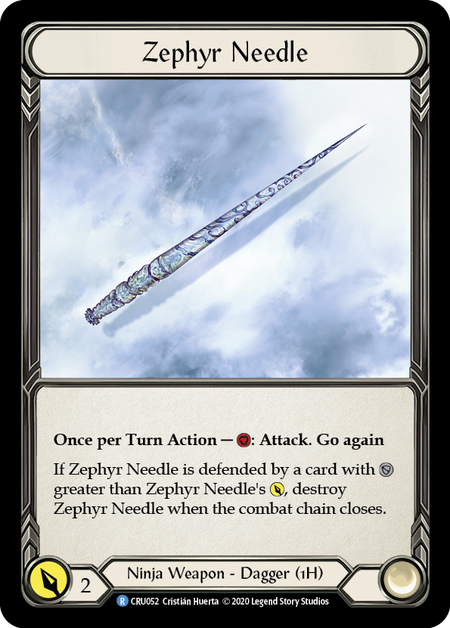 Zephyr Needle
Once per Turn Action — : Attack. Go again
If Zephyr Needle is defended by a card with
greater than Zephyr Needle's , destroy
Zephyr Needle when the combat chain closes.
2
Ninja Weapon - Dagger (1H)
R CRU052 Cristián Huerta © 2020 Legend Story Studios